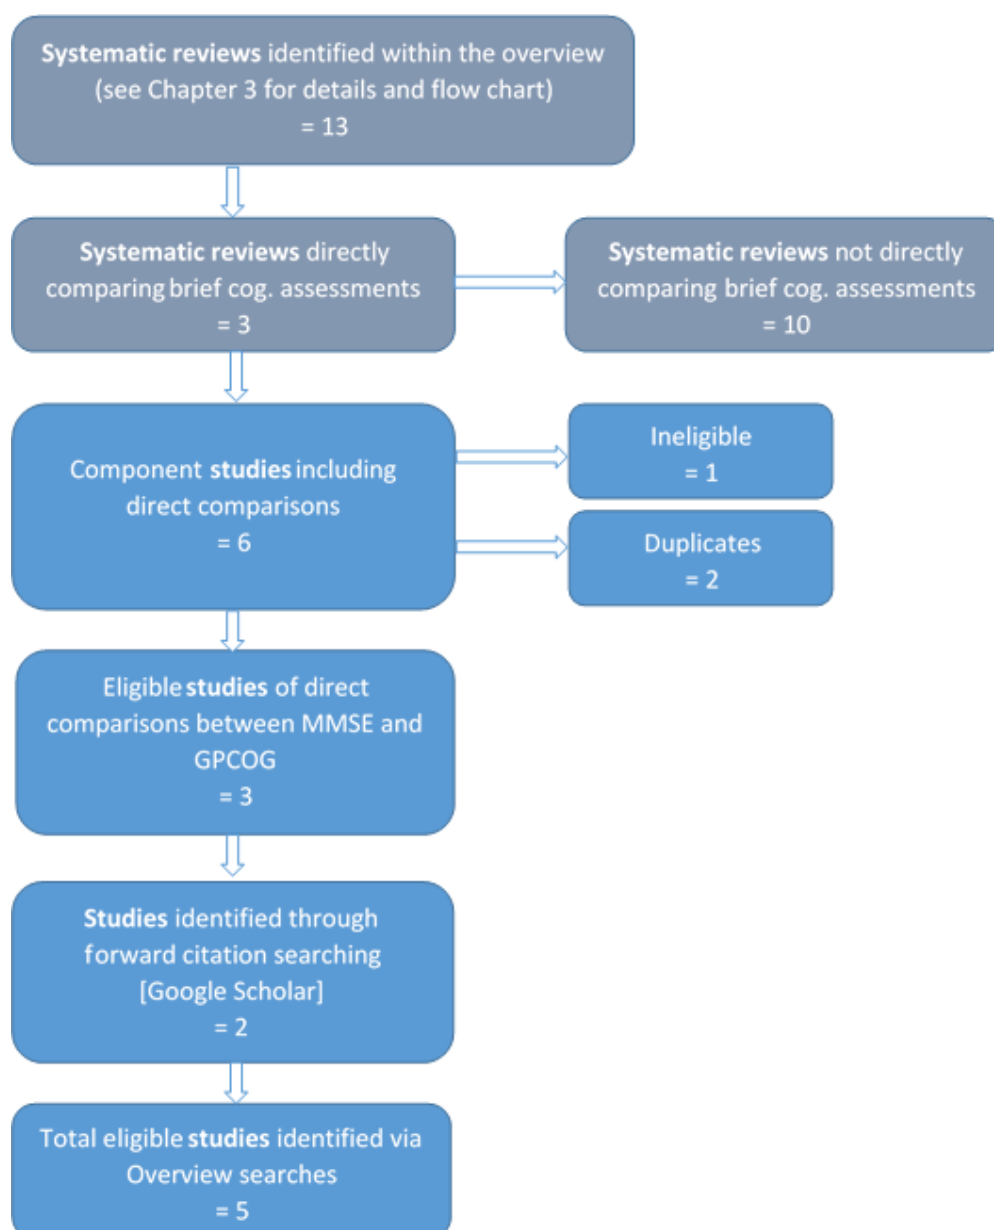 Systematic reviews identified within the overview
(see Chapter 3 for details and flow chart)
= 13
Systematic reviews directly
comparing brief cog. assessments
= 3
Systematic reviews not directly
comparing brief cog. assessments
= 10
Component studies including
direct comparisons
= 6
Ineligible
= 1
Duplicates
= 2
Eligible studies of direct
comparisons between MMSE and
GPCOG
= 3
Studies identified through
forward citation searching
[Google Scholar]
= 2
Total eligible studies identified via
Overview searches
= 5